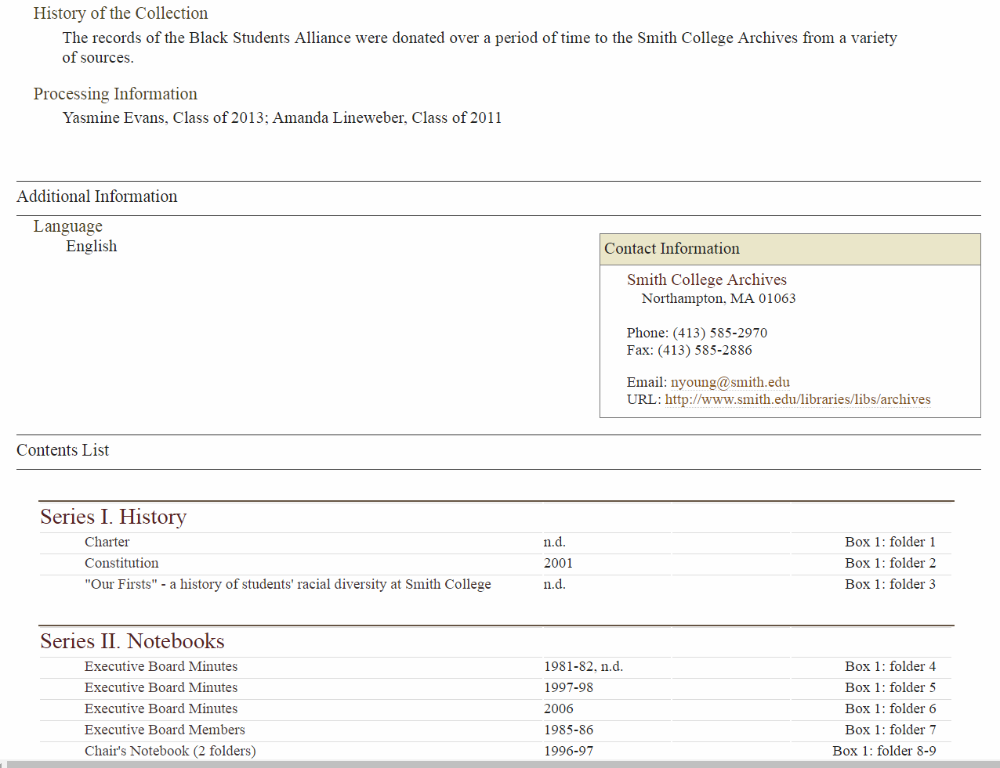 History of the Collection
The records of the Black Students Alliance were donated over a period of time to the Smith College Archives from a variety
of sources.
Processing Information
Yasmine Evans, Class of 2013; Amanda Lineweber, Class of 2011
Additional Information
Language
English
Contact Information
Smith College Archives
Northampton, MA 01063
Phone: (413) 585-2970
Fax: (413) 585-2886
Email: nyoung@smith.edu
URL: http://www.smith.edu/libraries/libs/archives
Contents List
Series I. History
Charter n.d. Box 1: folder 1
Constitution 2001 Box 1: folder 2
"Our Firsts" - a history of students' racial diversity at Smith College n.d. Box 1: folder 3
Series II. Notebooks
Executive Board Minutes 1981-82, n.d. Box 1: folder 4
Executive Board Minutes 1997-98 Box 1: folder 5
Executive Board Minutes 2006 Box 1: folder 6
Executive Board Members 1985-86 Box 1: folder 7
Chair's Notebook (2 folders) 1996-97 Box 1: folder 8-9